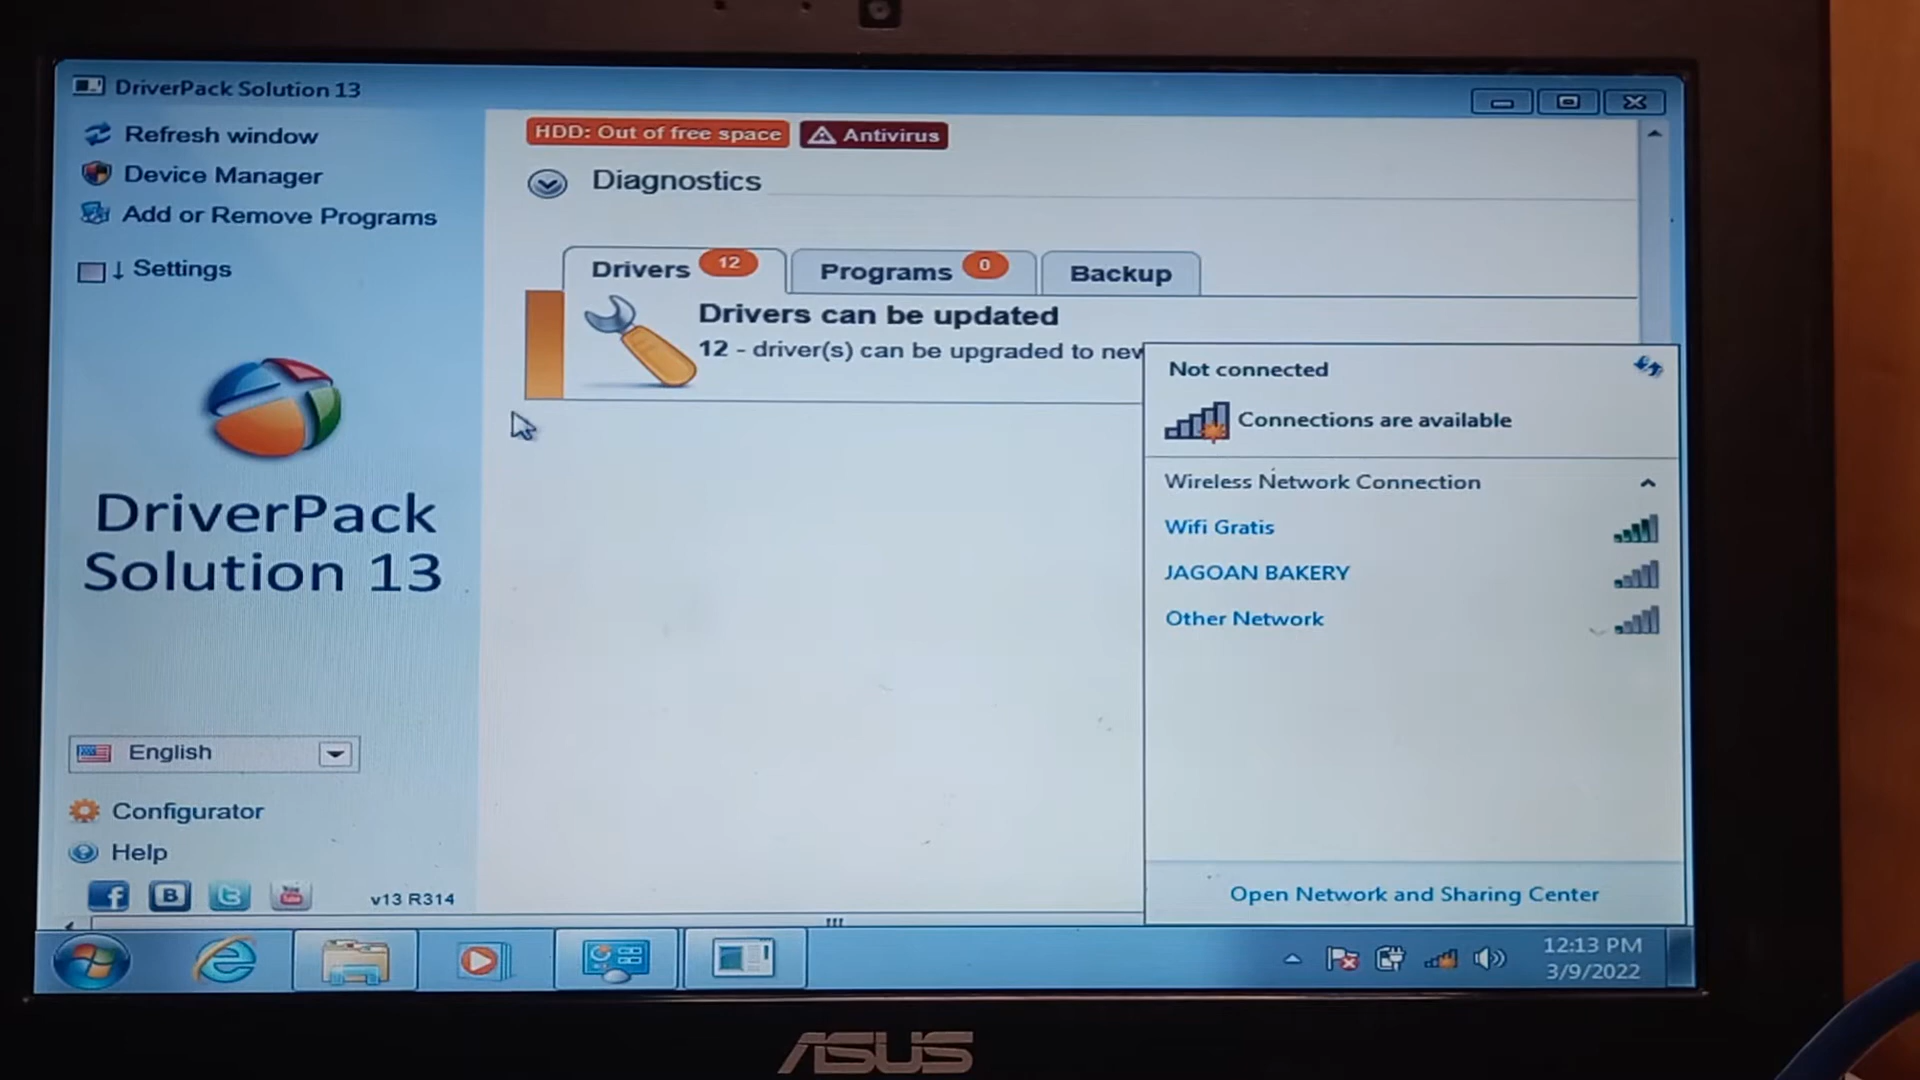 DriverPack Solution 13
Refresh window
Device Manager
Add or Remove Programs
↓ Settings
DriverPack
Solution 13
English
Configurator
Help
v13 R314
HDD: Out of free space
Antivirus
Diagnostics
Drivers 12
Programs 0
Backup
Drivers can be updated
12 - driver(s) can be upgraded to new
Not connected
Connections are available
Wireless Network Connection
Wifi Gratis
JAGOAN BAKERY
Other Network
Open Network and Sharing Center
12:13 PM
3/9/2022
ASUS